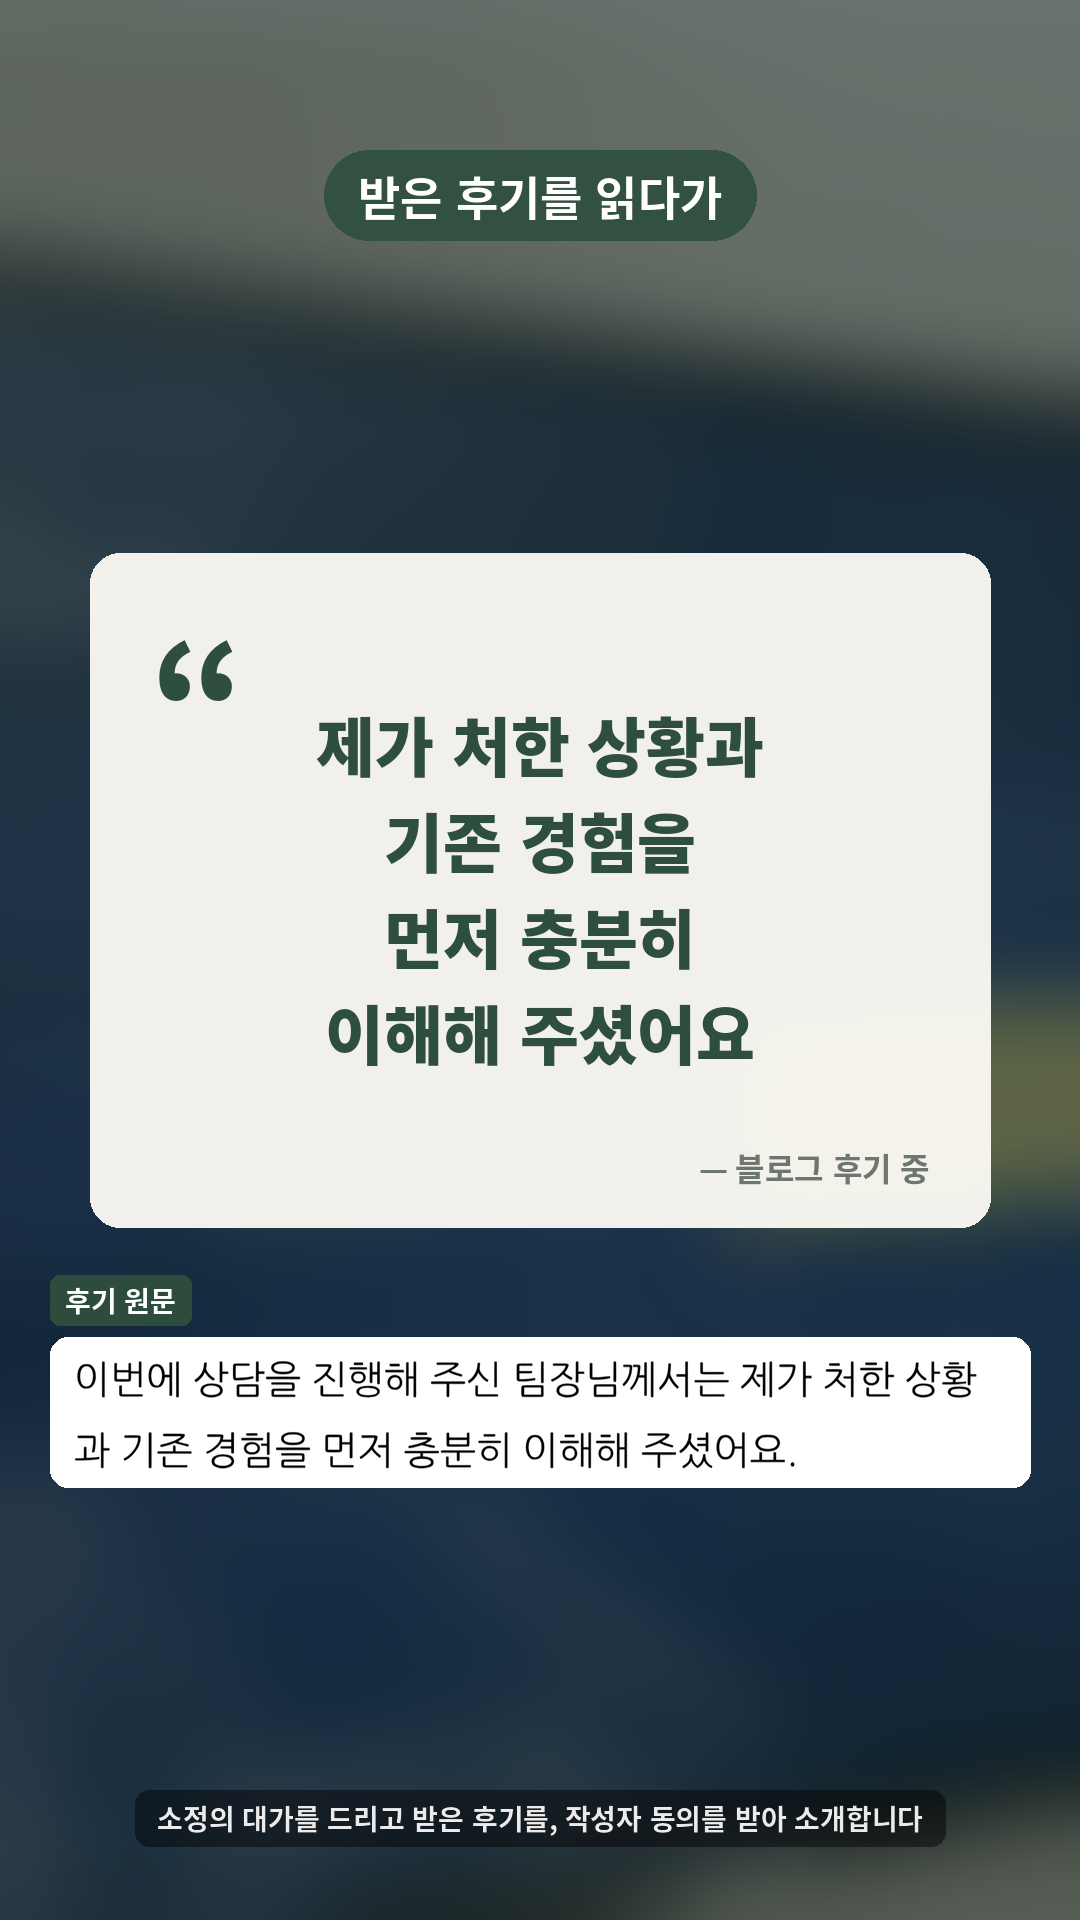 받은 후기를 읽다가
“
제가 처한 상황과
기존 경험을
먼저 충분히
이해해 주셨어요
— 블로그 후기 중
후기 원문
이번에 상담을 진행해 주신 팀장님께서는 제가 처한 상황
과 기존 경험을 먼저 충분히 이해해 주셨어요.
소정의 대가를 드리고 받은 후기를, 작성자 동의를 받아 소개합니다